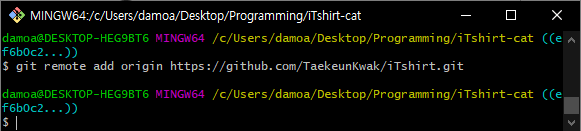 MINGW64:/c/Users/damoa/Desktop/Programming/iTshirt-cat
damoa@DESKTOP-HEG9BT6 MINGW64 /c/Users/damoa/Desktop/Programming/iTshirt-cat ((e
f6b0c2...))
$ git remote add origin https://github.com/TaekeunKwak/iTshirt.git
damoa@DESKTOP-HEG9BT6 MINGW64 /c/Users/damoa/Desktop/Programming/iTshirt-cat ((e
f6b0c2...))
$